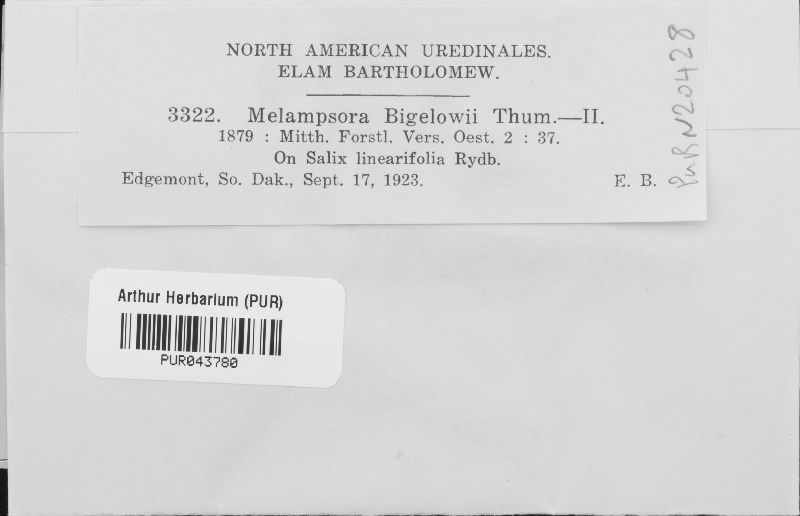 NORTH AMERICAN UREDINALES.
ELAM BARTHOLOMEW.
3322. Melampsora Bigelowii Thum.—II.
1879 : Mitth. Forstl. Vers. Oest. 2 : 37.
On Salix linearifolia Rydb.
Edgemont, So. Dak., Sept. 17, 1923. E. B.
PUR N20428
Arthur Herbarium (PUR)
PUR043780